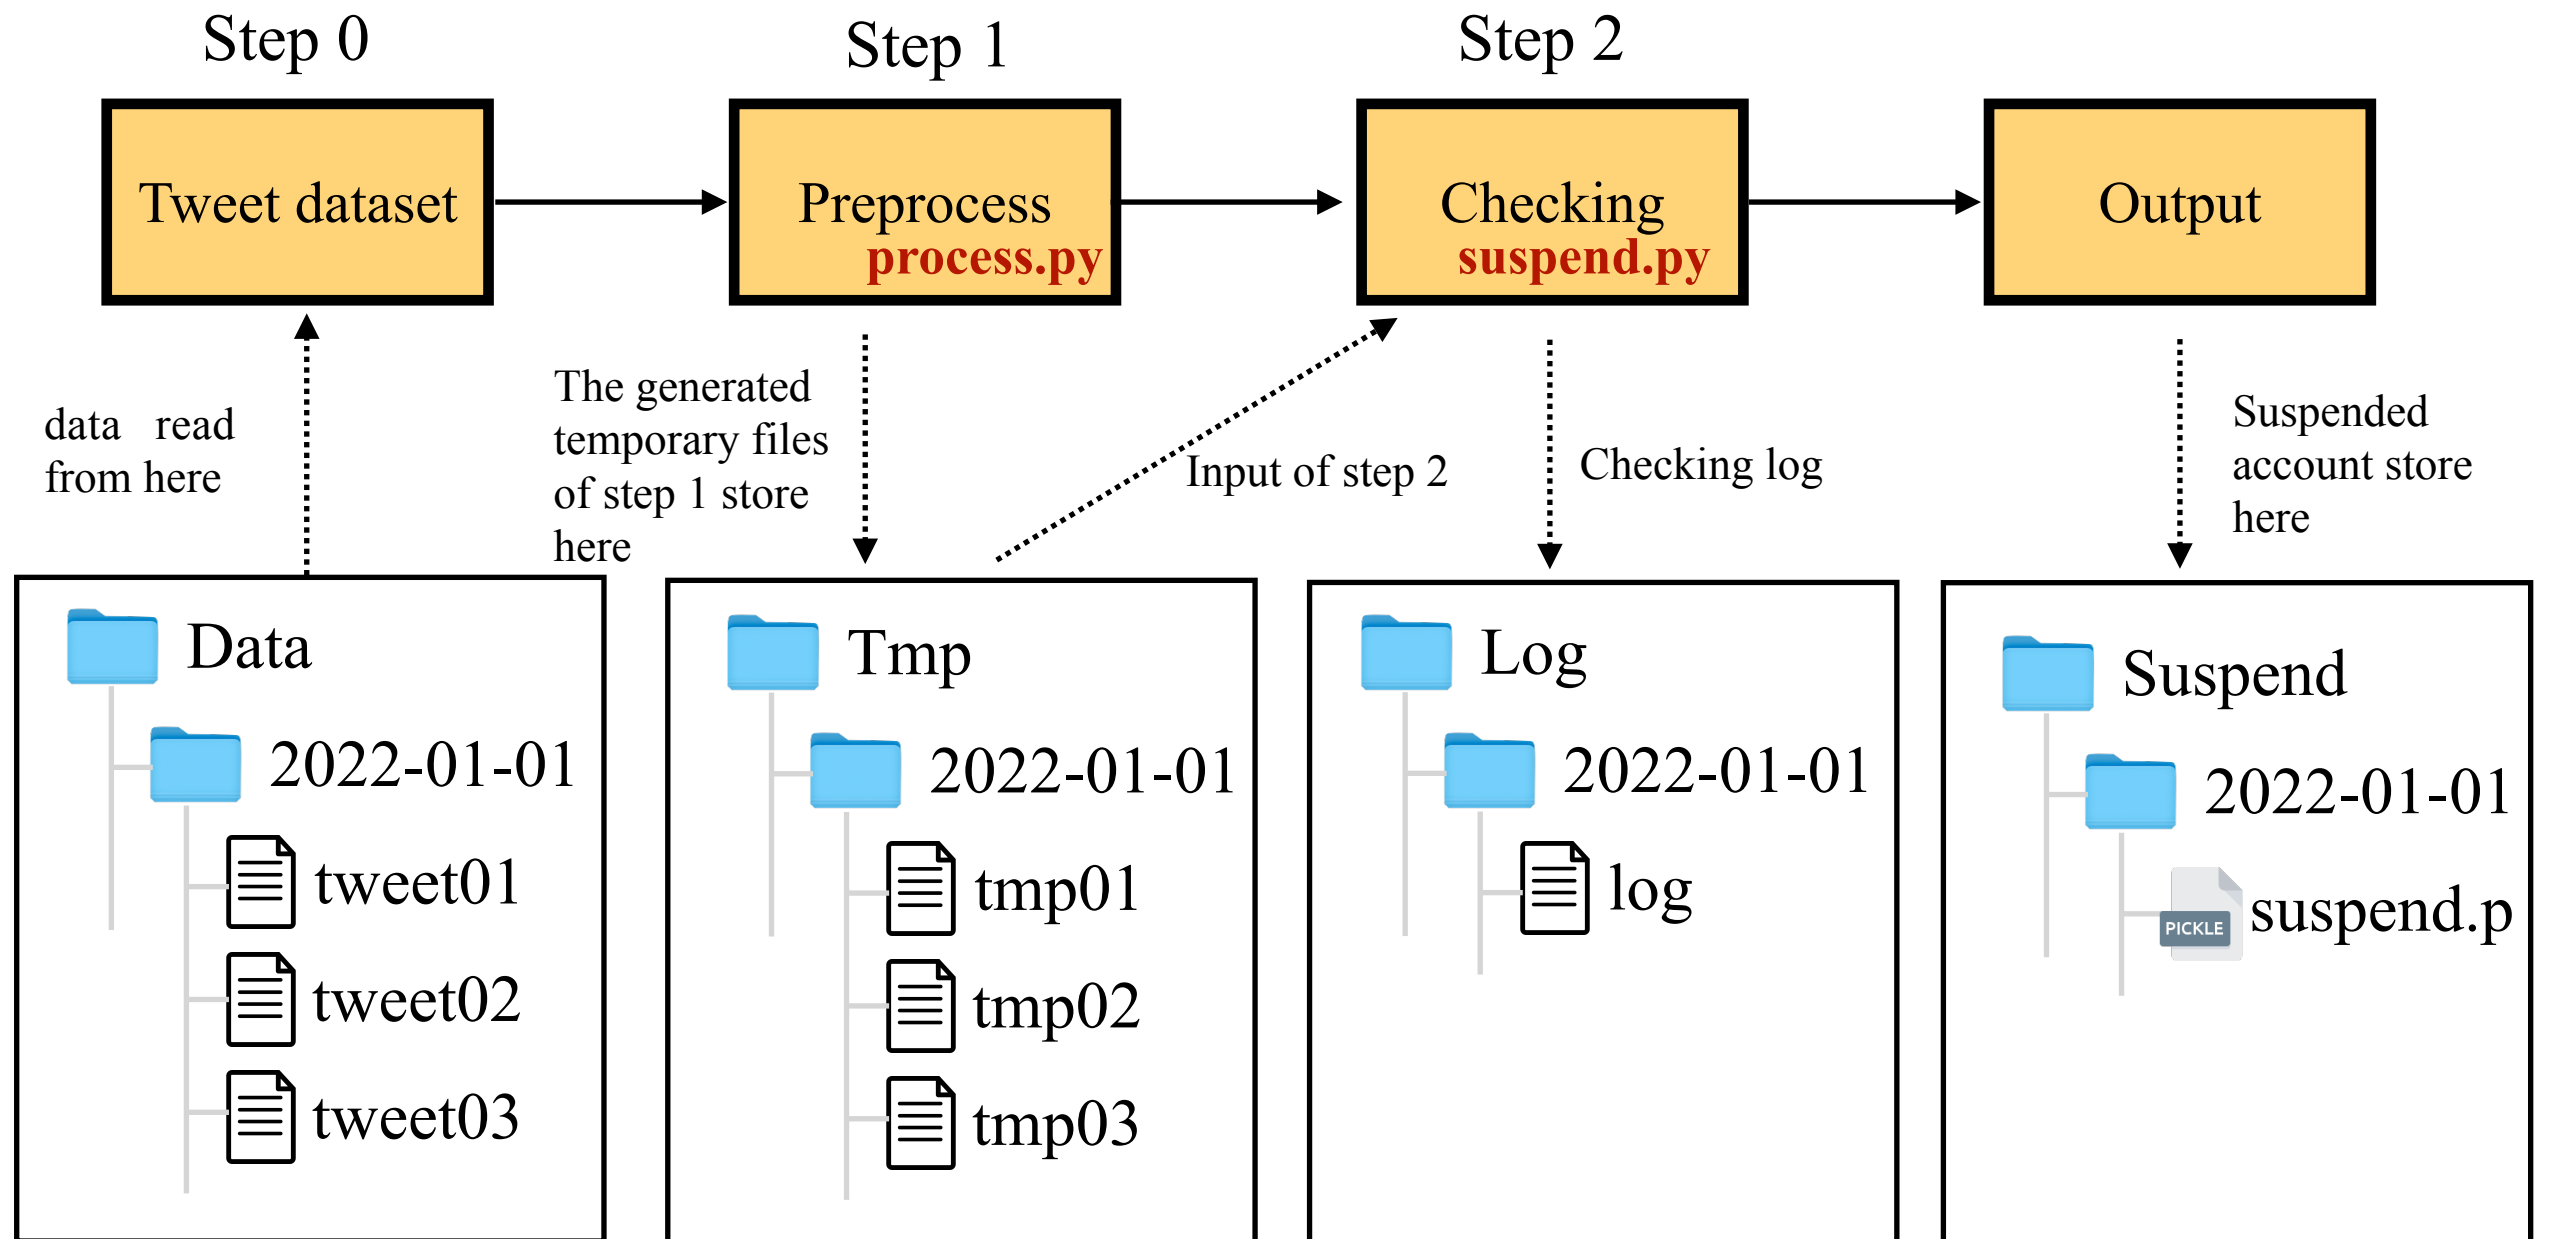 Step 0
Step 1
Step 2
Tweet dataset
Preprocess
process.py
Checking
suspend.py
Output
data read
from here
The generated
temporary files
of step 1 store
here
Input of step 2
Checking log
Suspended
account store
here
Data
2022-01-01
tweet01
tweet02
tweet03
Tmp
2022-01-01
tmp01
tmp02
tmp03
Log
2022-01-01
log
Suspend
2022-01-01
PICKLE
suspend.p